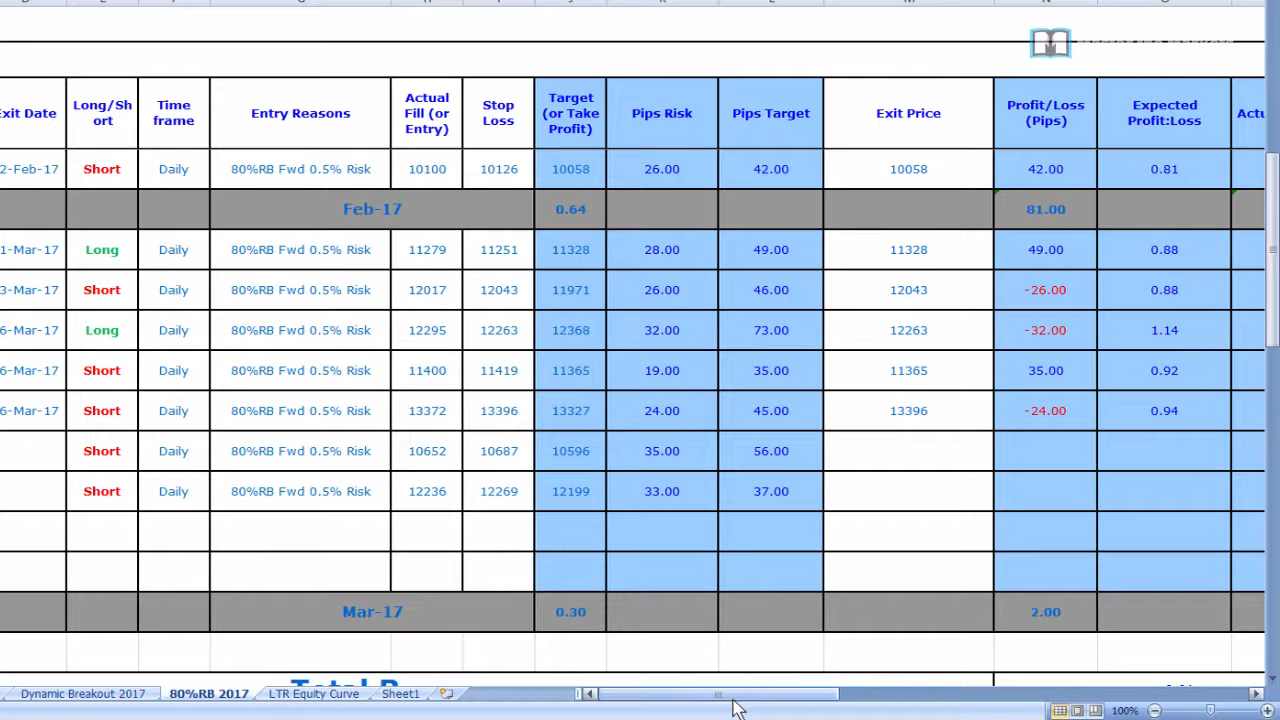 Exit Date Long/Sh ort Time frame Entry Reasons Actual Fill (or Entry) Stop Loss Target (or Take Profit) Pips Risk Pips Target Exit Price Profit/Loss (Pips) Expected Profit:Loss
2-Feb-17 Short Daily 80%RB Fwd 0.5% Risk 10100 10126 10058 26.00 42.00 10058 42.00 0.81
Feb-17 0.64 81.00
1-Mar-17 Long Daily 80%RB Fwd 0.5% Risk 11279 11251 11328 28.00 49.00 11328 49.00 0.88
3-Mar-17 Short Daily 80%RB Fwd 0.5% Risk 12017 12043 11971 26.00 46.00 12043 -26.00 0.88
6-Mar-17 Long Daily 80%RB Fwd 0.5% Risk 12295 12263 12368 32.00 73.00 12263 -32.00 1.14
6-Mar-17 Short Daily 80%RB Fwd 0.5% Risk 11400 11419 11365 19.00 35.00 11365 35.00 0.92
6-Mar-17 Short Daily 80%RB Fwd 0.5% Risk 13372 13396 13327 24.00 45.00 13396 -24.00 0.94
Short Daily 80%RB Fwd 0.5% Risk 10652 10687 10596 35.00 56.00
Short Daily 80%RB Fwd 0.5% Risk 12236 12269 12199 33.00 37.00
Mar-17 0.30 2.00
Dynamic Breakout 2017 80%RB 2017 LTR Equity Curve Sheet1
100%